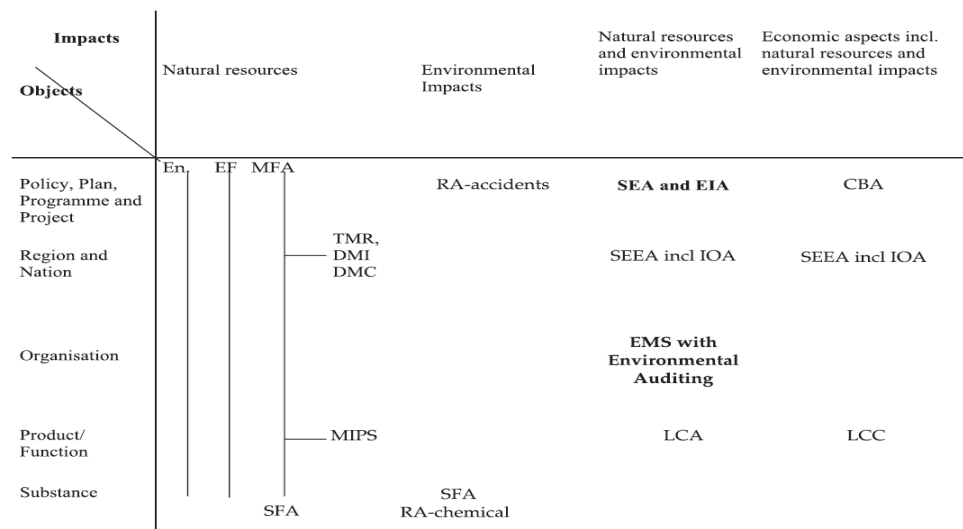 Impacts
Objects
Natural resources
Environmental
Impacts
Natural resources
and environmental
impacts
Economic aspects incl.
natural resources and
environmental impacts
En. EF MFA
Policy, Plan,
Programme and
Project
RA-accidents
SEA and EIA
CBA
Region and
Nation
TMR,
DMI
DMC
SEEA incl IOA
SEEA incl IOA
Organisation
EMS with
Environmental
Auditing
Product/
Function
MIPS
LCA
LCC
Substance
SFA
SFA
RA-chemical